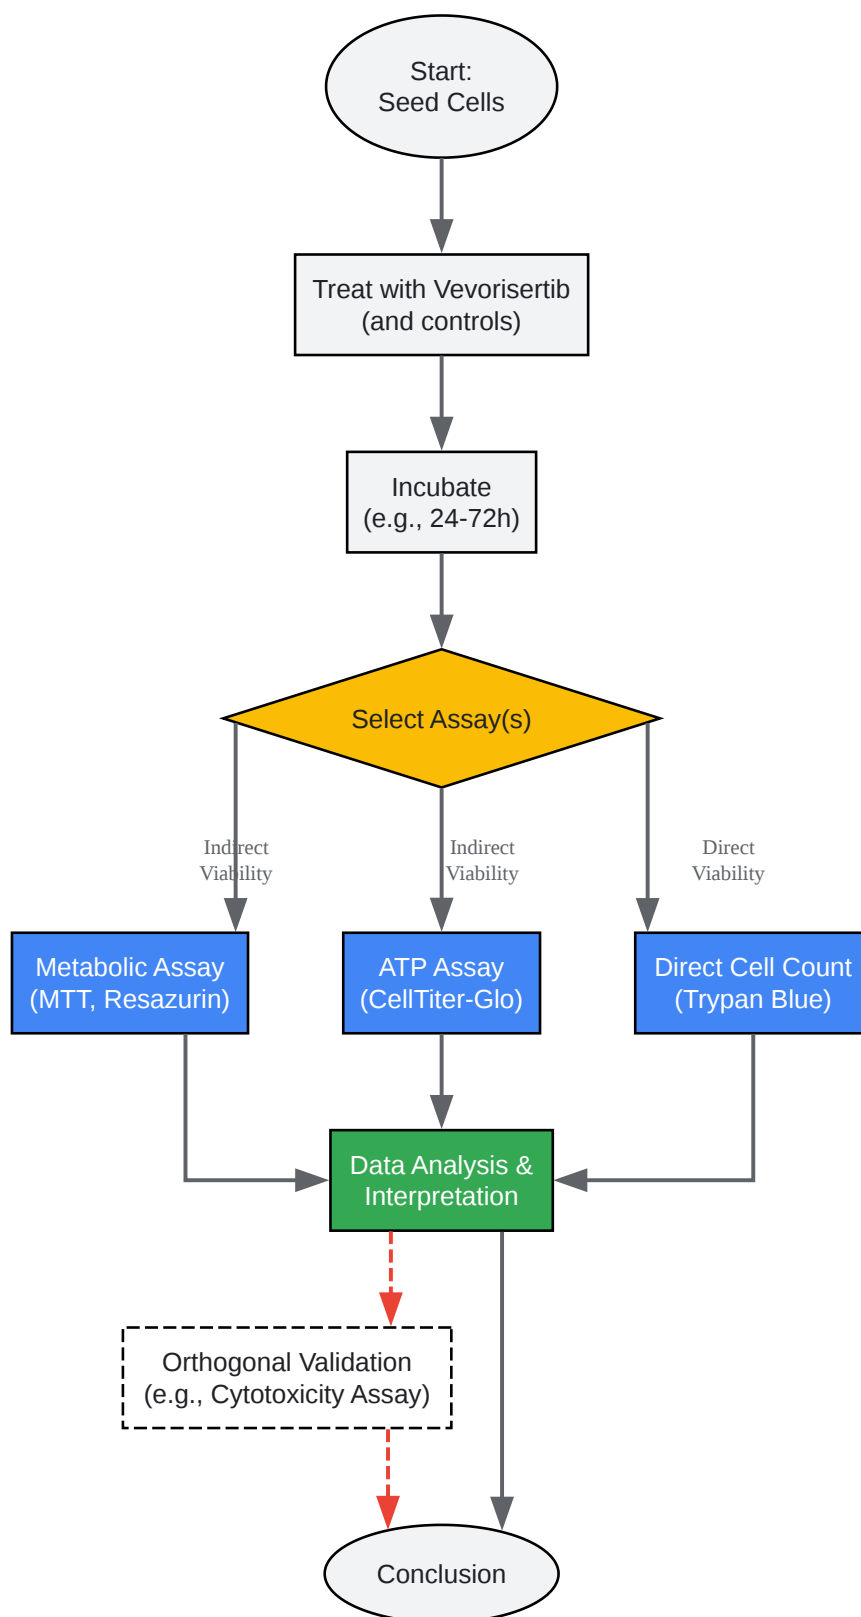 Start:
Seed Cells
Treat with Vevorisertib
(and controls)
Incubate
(e.g., 24-72h)
Select Assay(s)
Indirect
Viability
Indirect
Viability
Direct
Viability
Metabolic Assay
(MTT, Resazurin)
ATP Assay
(CellTiter-Glo)
Direct Cell Count
(Trypan Blue)
Data Analysis &
Interpretation
Orthogonal Validation
(e.g., Cytotoxicity Assay)
Conclusion